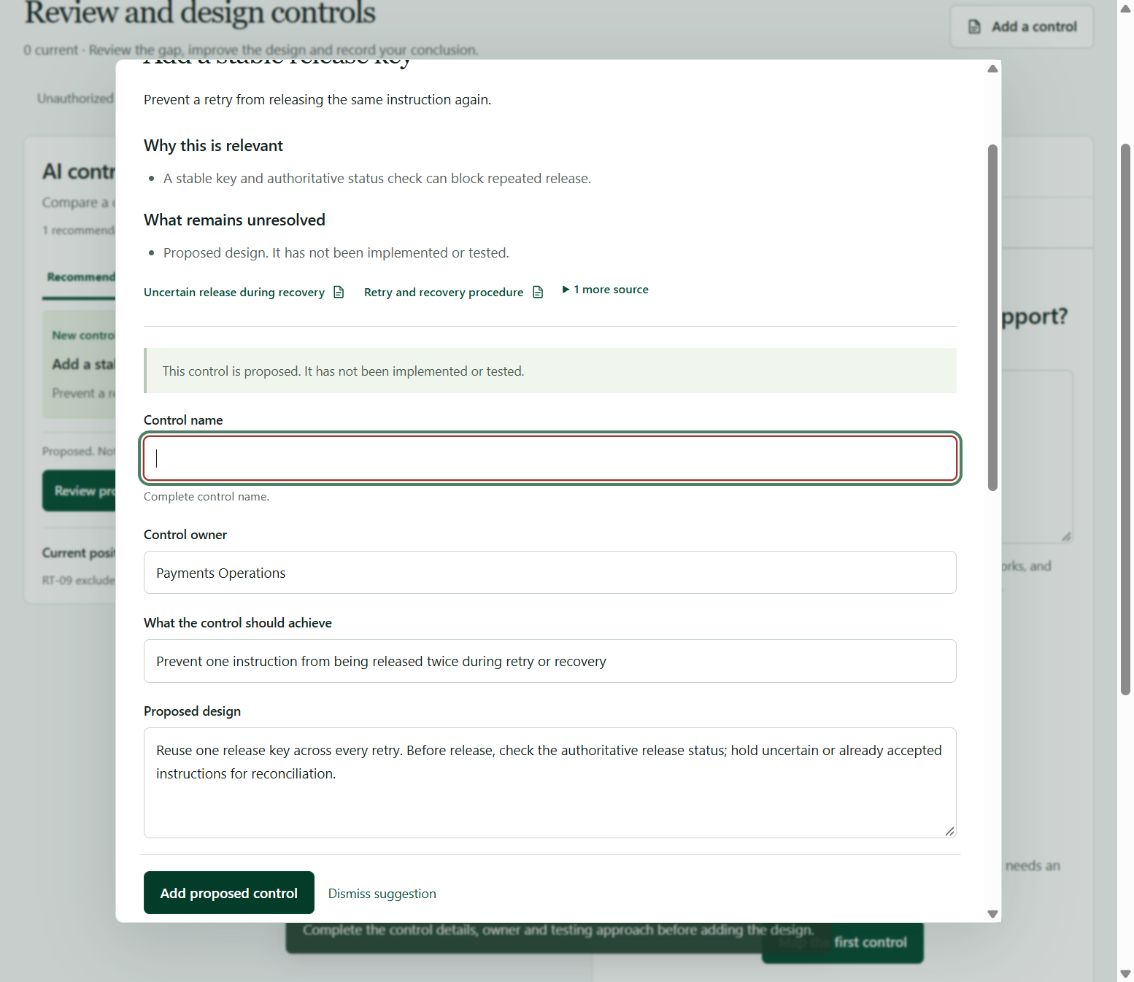 Review and design controls
Add a control
0 current · Review the gap, improve the design and record your conclusion.
Add a stable release key
Unauthorized
Prevent a retry from releasing the same instruction again.
Why this is relevant
A stable key and authoritative status check can block repeated release.
What remains unresolved
Proposed design. It has not been implemented or tested.
Uncertain release during recovery
Retry and recovery procedure
1 more source
This control is proposed. It has not been implemented or tested.
Control name
Complete control name.
Control owner
Payments Operations
What the control should achieve
Prevent one instruction from being released twice during retry or recovery
Proposed design
Reuse one release key across every retry. Before release, check the authoritative release status; hold uncertain or already accepted
instructions for reconciliation.
Add proposed control
Dismiss suggestion
AI contr
Compare a
1 recommend
Recommend
New contro
Add a sta
Prevent a r
Proposed. Not
Review pro
Current posi
RT-09 exclude
pport?
orks, and
needs an
Complete the control details, owner and testing approach before adding the design.
first control